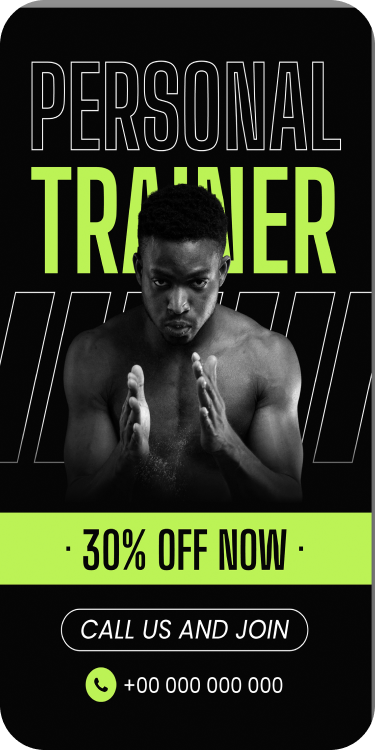 PERSONAL
TRAINER
· 30% OFF NOW ·
CALL US AND JOIN
+00 000 000 000